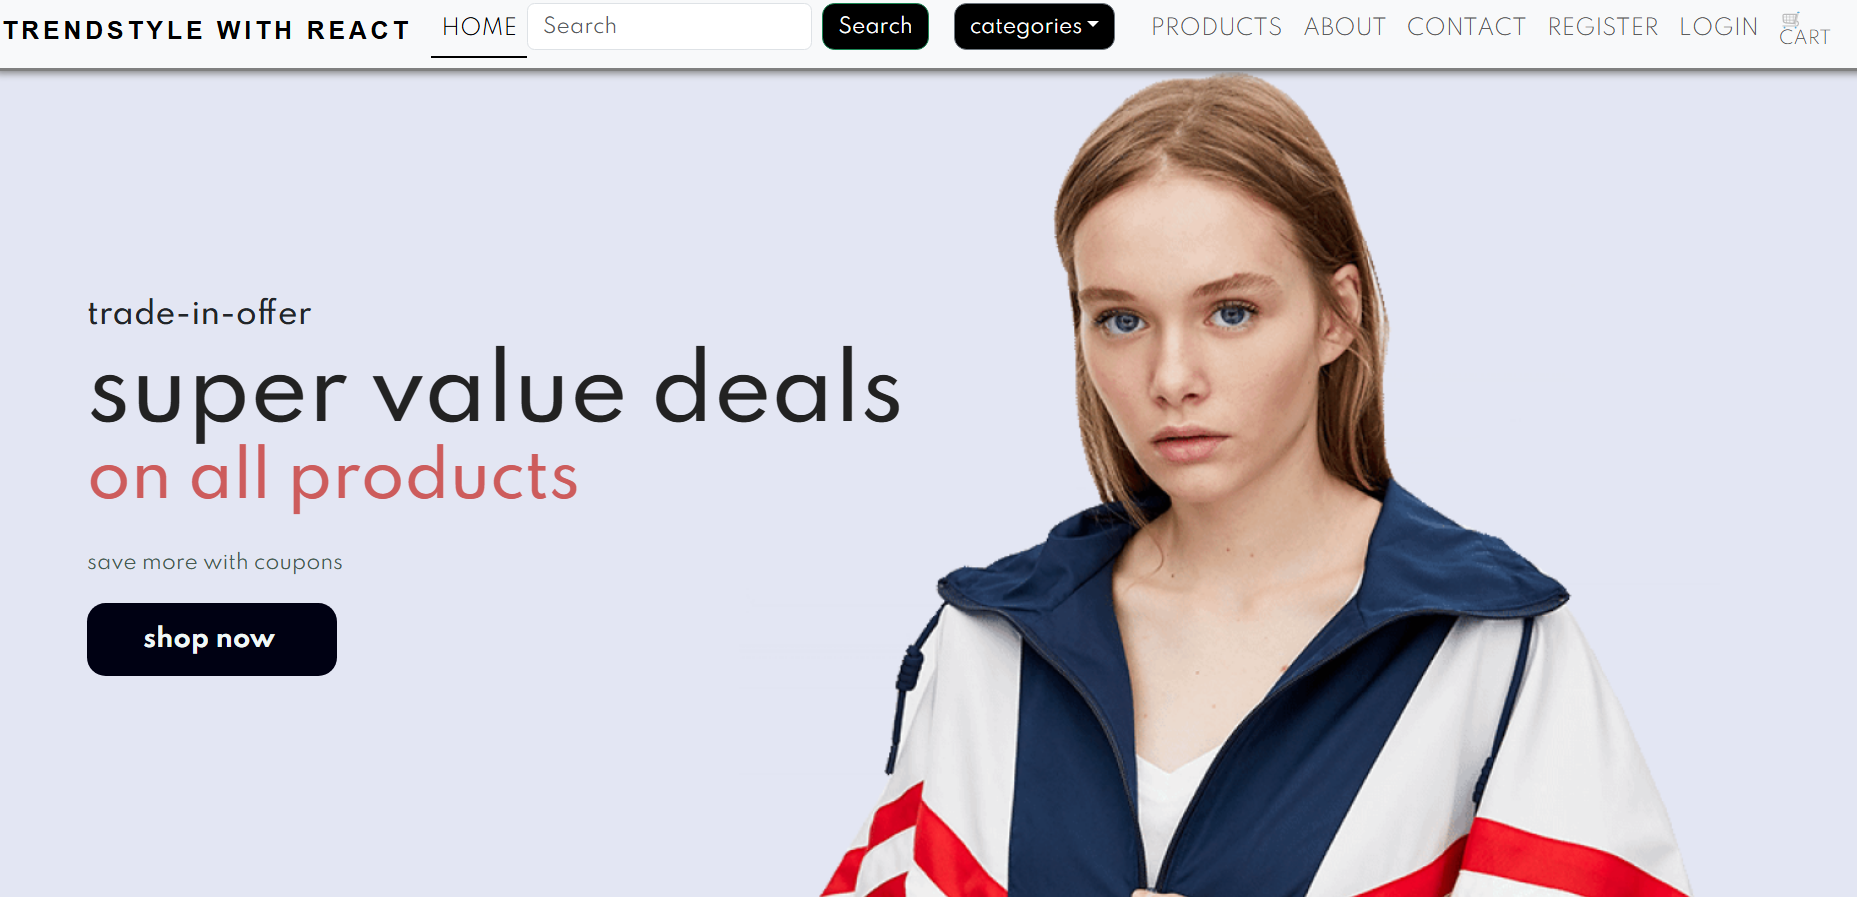 TRENDSTYLE WITH REACT
HOME
Search
Search
categories
PRODUCTS
ABOUT
CONTACT
REGISTER
LOGIN
CART
trade-in-offer
super value deals
on all products
save more with coupons
shop now